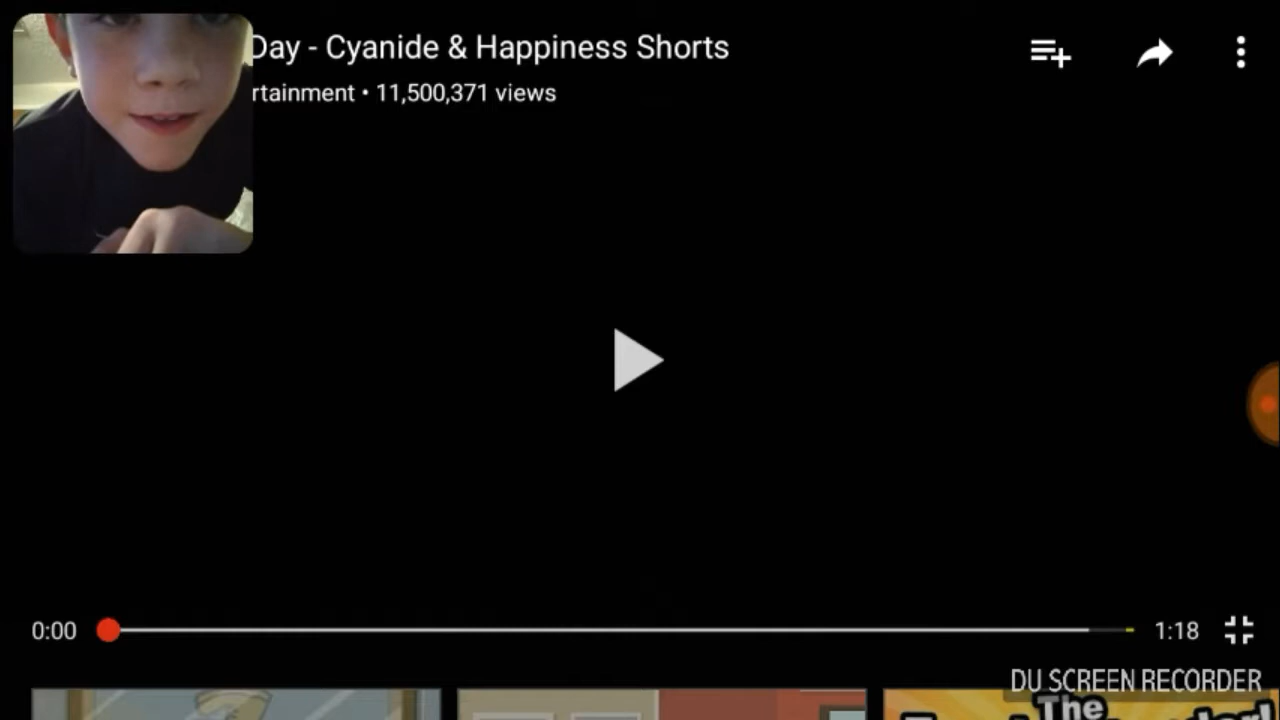 Day - Cyanide & Happiness Shorts
rtainment • 11,500,371 views
0:00
1:18
DU SCREEN RECORDER
The